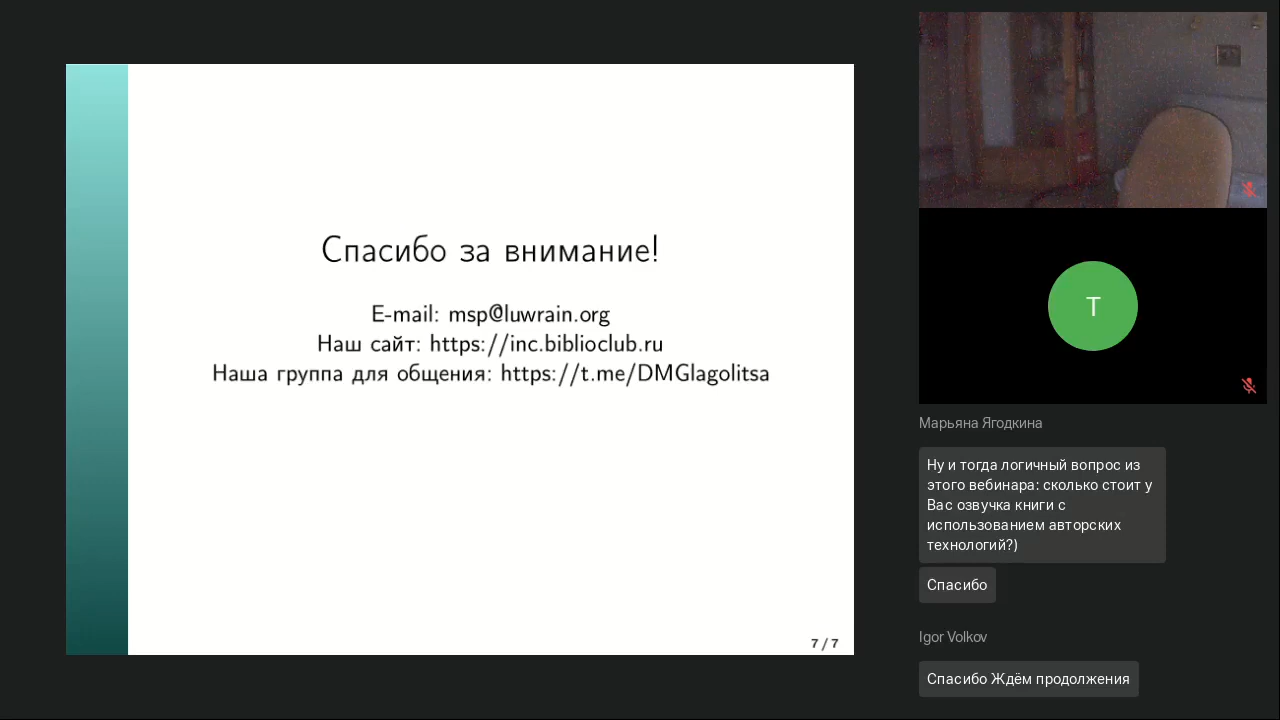 Спасибо за внимание!
E-mail: msp@luwrain.org
Наш сайт: https://inc.biblioclub.ru
Наша группа для общения: https://t.me/DMGlagolitsa
7 / 7
T
Марьяна Ягодкина
Ну и тогда логичный вопрос из
этого вебинара: сколько стоит у
Вас озвучка книги с
использованием авторских
технологий?)
Спасибо
Igor Volkov
Спасибо Ждём продолжения